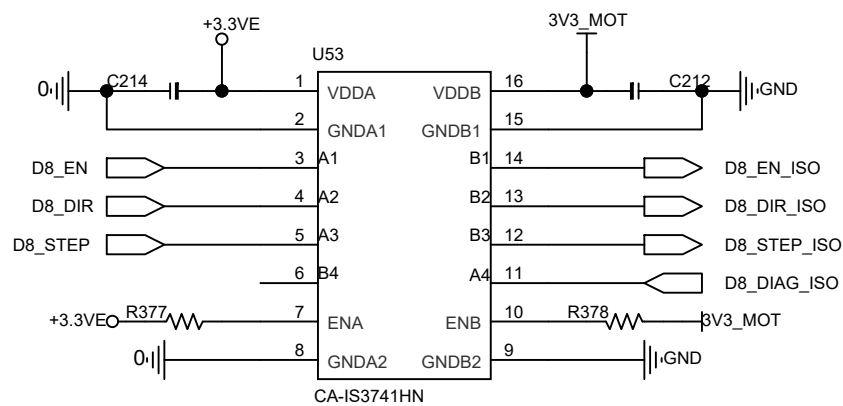 +3.3VE 3V3_MOT
U53
0 C214 1 VDDA VDDB 16 C212 GND
2 GNDA1 GNDB1 15
D8_EN 3 A1 B1 14 D8_EN_ISO
D8_DIR 4 A2 B2 13 D8_DIR_ISO
D8_STEP 5 A3 B3 12 D8_STEP_ISO
6 B4 A4 11 D8_DIAG_ISO
+3.3VE R377 7 ENA ENB 10 R378 3V3_MOT
0 8 GNDA2 GNDB2 9 GND
CA-IS3741HN